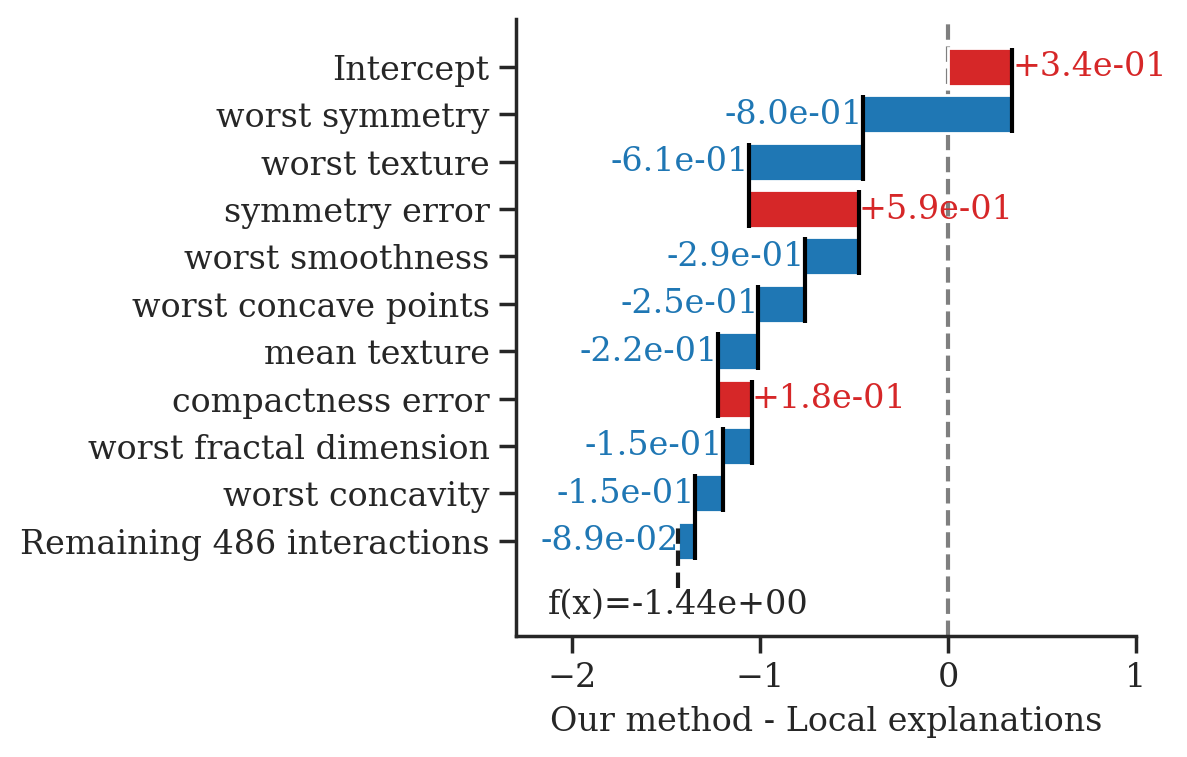 Intercept +3.4e-01
worst symmetry -8.0e-01
worst texture -6.1e-01
symmetry error +5.9e-01
worst smoothness -2.9e-01
worst concave points -2.5e-01
mean texture -2.2e-01
compactness error +1.8e-01
worst fractal dimension -1.5e-01
worst concavity -1.5e-01
Remaining 486 interactions -8.9e-02
f(x)=-1.44e+00
−2 −1 0 1
Our method - Local explanations